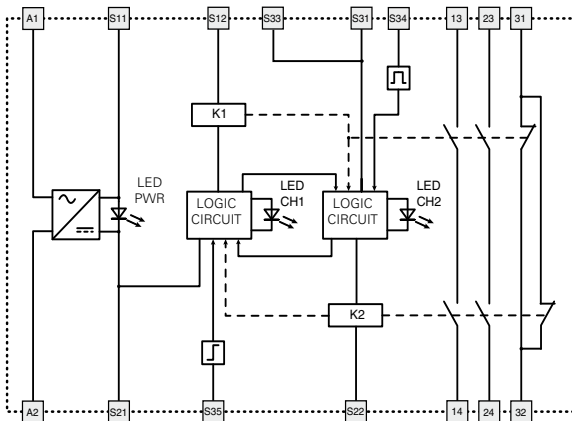 A1 S11 S12 S33 S31 S34 13 23 31
K1
LED
PWR
LOGIC
CIRCUIT
LED
CH1
LOGIC
CIRCUIT
LED
CH2
K2
A2 S21 S35 S22 14 24 32